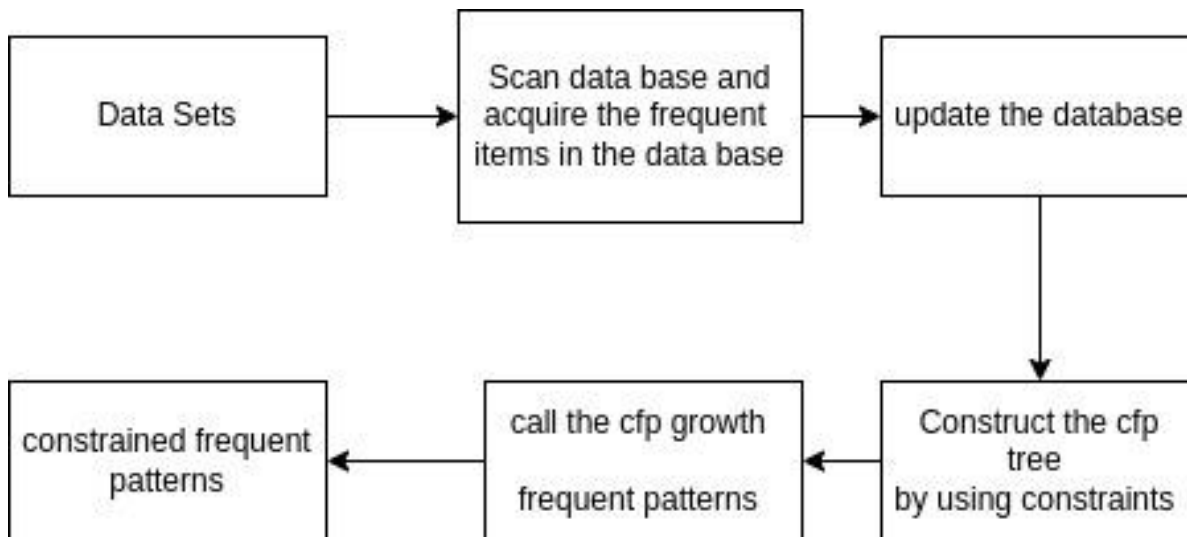 Data Sets
Scan data base and
acquire the frequent
items in the data base
update the database
Construct the cfp
tree
by using constraints
call the cfp growth
frequent patterns
constrained frequent
patterns